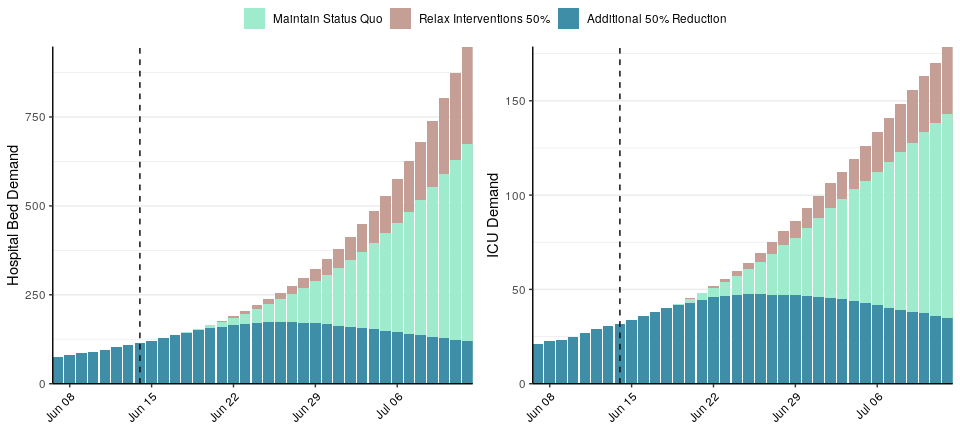 Maintain Status Quo Relax Interventions 50% Additional 50% Reduction
Hospital Bed Demand
750
500
250
0
Jun 08 Jun 15 Jun 22 Jun 29 Jul 06
ICU Demand
150
100
50
0
Jun 08 Jun 15 Jun 22 Jun 29 Jul 06